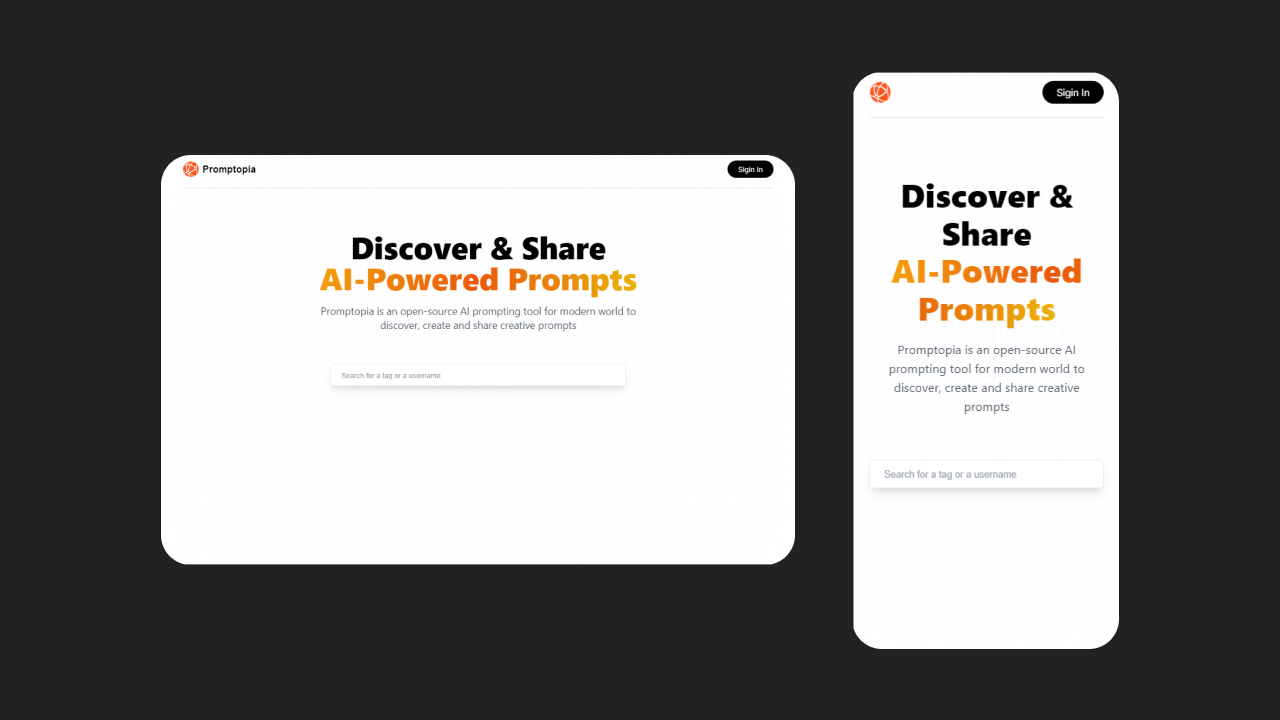 Promptopia
Sigin In
Discover & Share
AI-Powered Prompts
Promptopia is an open-source AI prompting tool for modern world to
discover, create and share creative prompts
Search for a tag or a username
Sigin In
Discover &
Share
AI-Powered
Prompts
Promptopia is an open-source AI
prompting tool for modern world to
discover, create and share creative
prompts
Search for a tag or a username